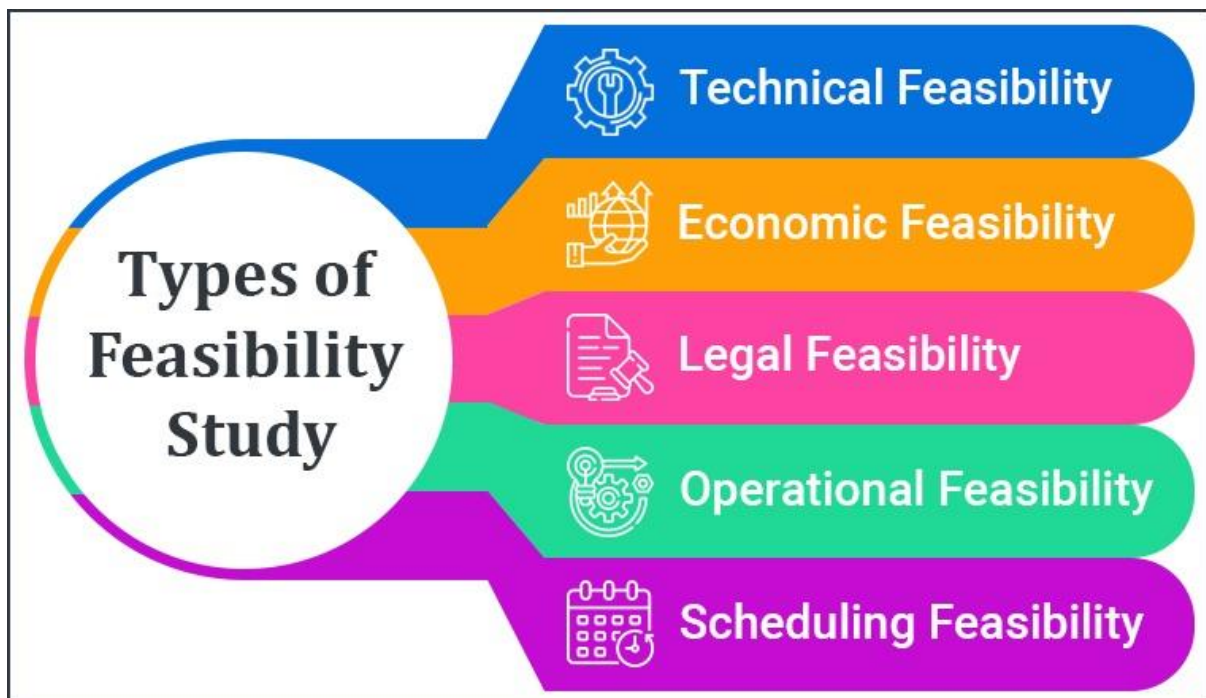 Types of
Feasibility
Study
Technical Feasibility
Economic Feasibility
Legal Feasibility
Operational Feasibility
Scheduling Feasibility